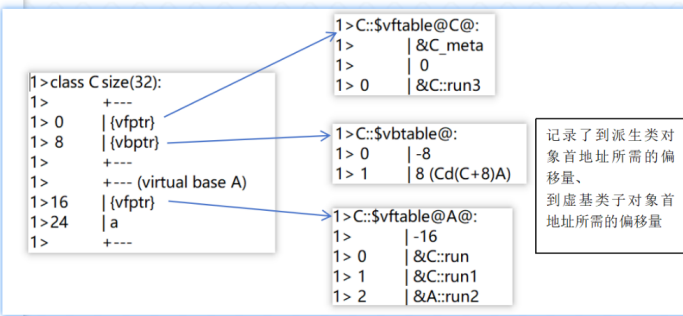 1>class C size(32):
1> +---
1> 0 | {vfptr}
1> 8 | {vbptr}
1> +---
1> +--- (virtual base A)
1>16 | {vfptr}
1>24 | a
1> +---
1>C::$vftable@C@:
1> | &C_meta
1> | 0
1> 0 | &C::run3
1>C::$vbtable@:
1> 0 | -8
1> 1 | 8 (Cd(C+8)A)
1>C::$vftable@A@:
1> | -16
1> 0 | &C::run
1> 1 | &C::run1
1> 2 | &A::run2
记录了到派生类对
象首地址所需的偏
移量、
到虚基类子对象首
地址所需的偏移量